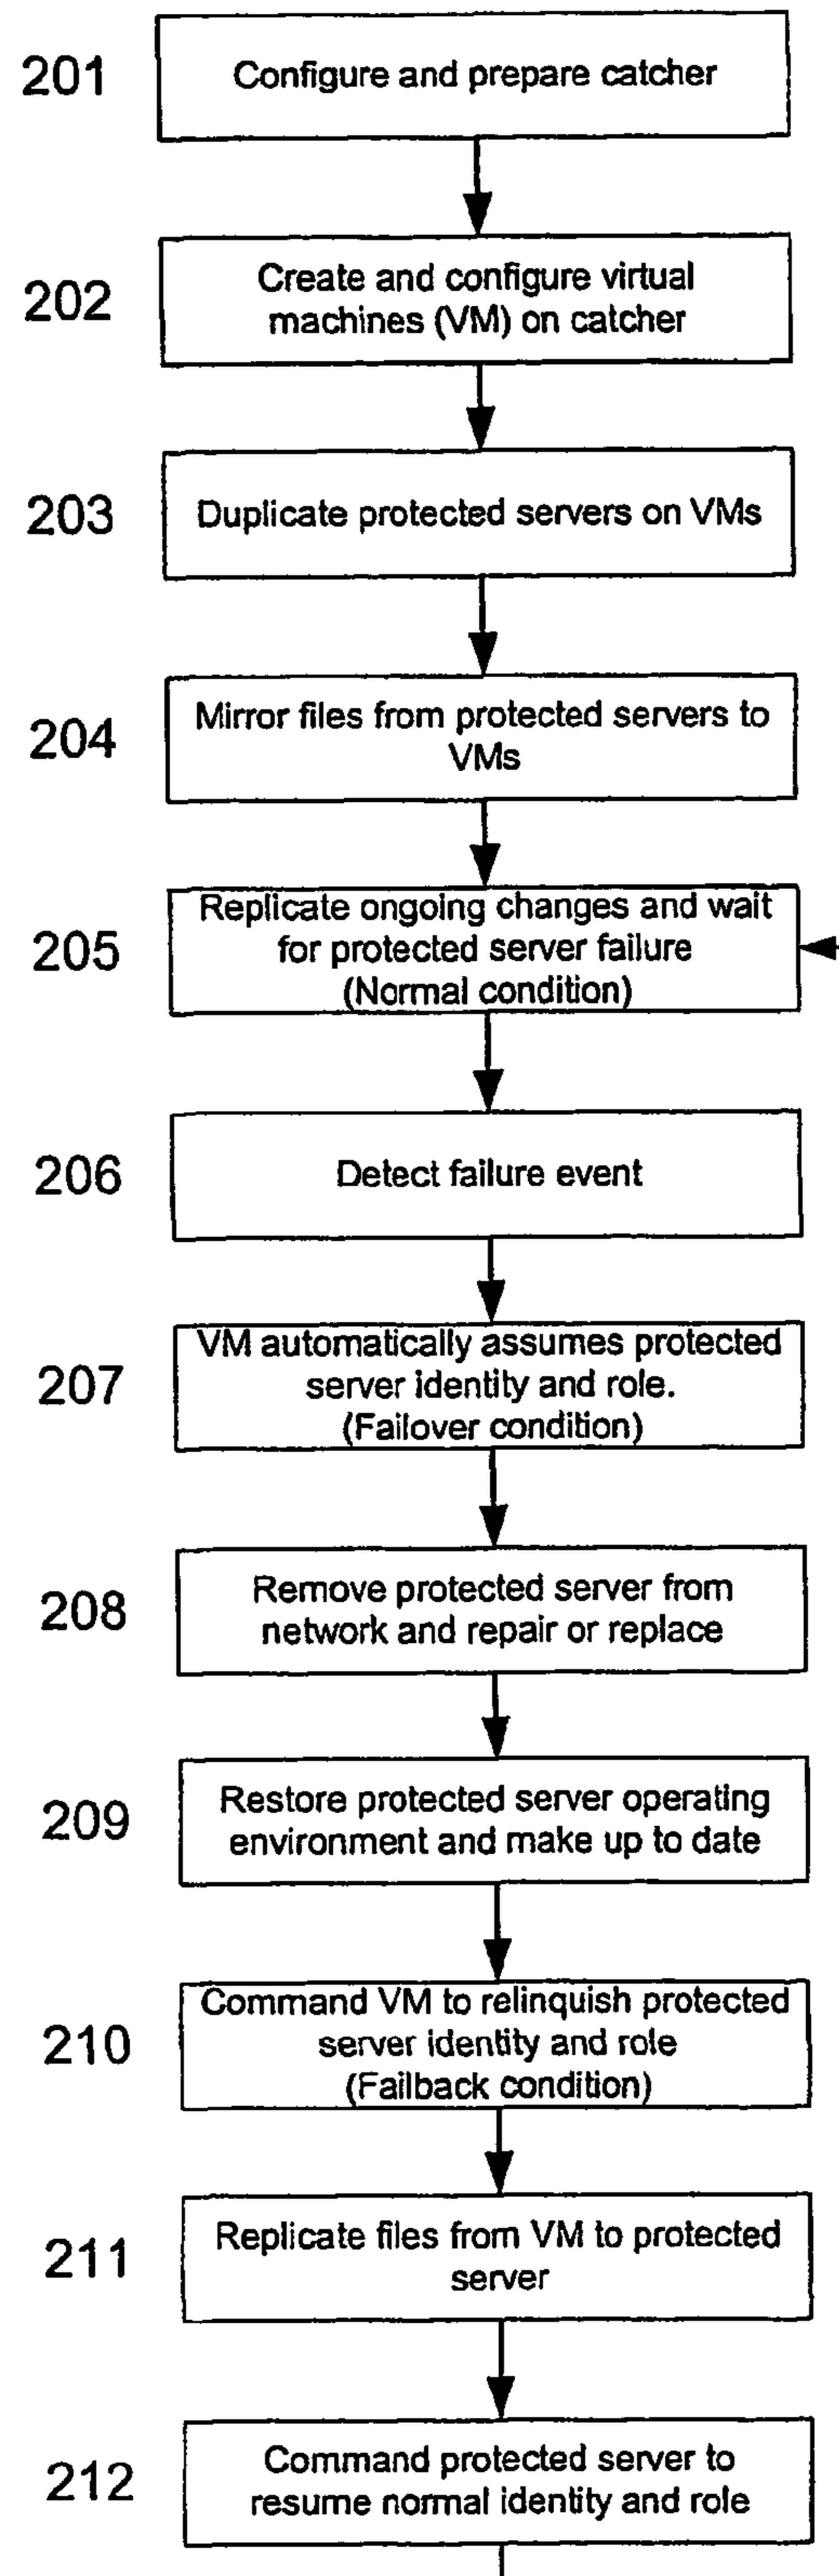 201
Configure and prepare catcher
202
Create and configure virtual
machines (VM) on catcher
203
Duplicate protected servers on VMs
204
Mirror files from protected servers to
VMs
205
Replicate ongoing changes and wait
for protected server failure
(Normal condition)
206
Detect failure event
207
VM automatically assumes protected
server identity and role.
(Failover condition)
208
Remove protected server from
network and repair or replace
209
Restore protected server operating
environment and make up to date
210
Command VM to relinquish protected
server identity and role
(Failback condition)
211
Replicate files from VM to protected
server
212
Command protected server to
resume normal identity and role